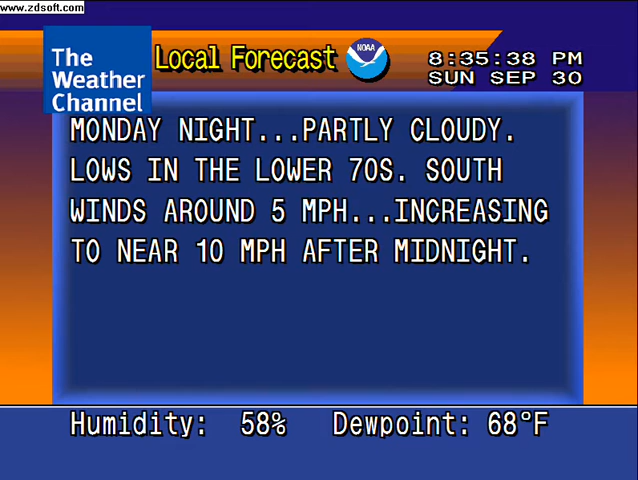 www.zdsoft.com
The
Weather
Channel
Local Forecast
NOAA
8:35:38 PM
SUN SEP 30
MONDAY NIGHT...PARTLY CLOUDY.
LOWS IN THE LOWER 70S. SOUTH
WINDS AROUND 5 MPH...INCREASING
TO NEAR 10 MPH AFTER MIDNIGHT.
Humidity: 58% Dewpoint: 68°F